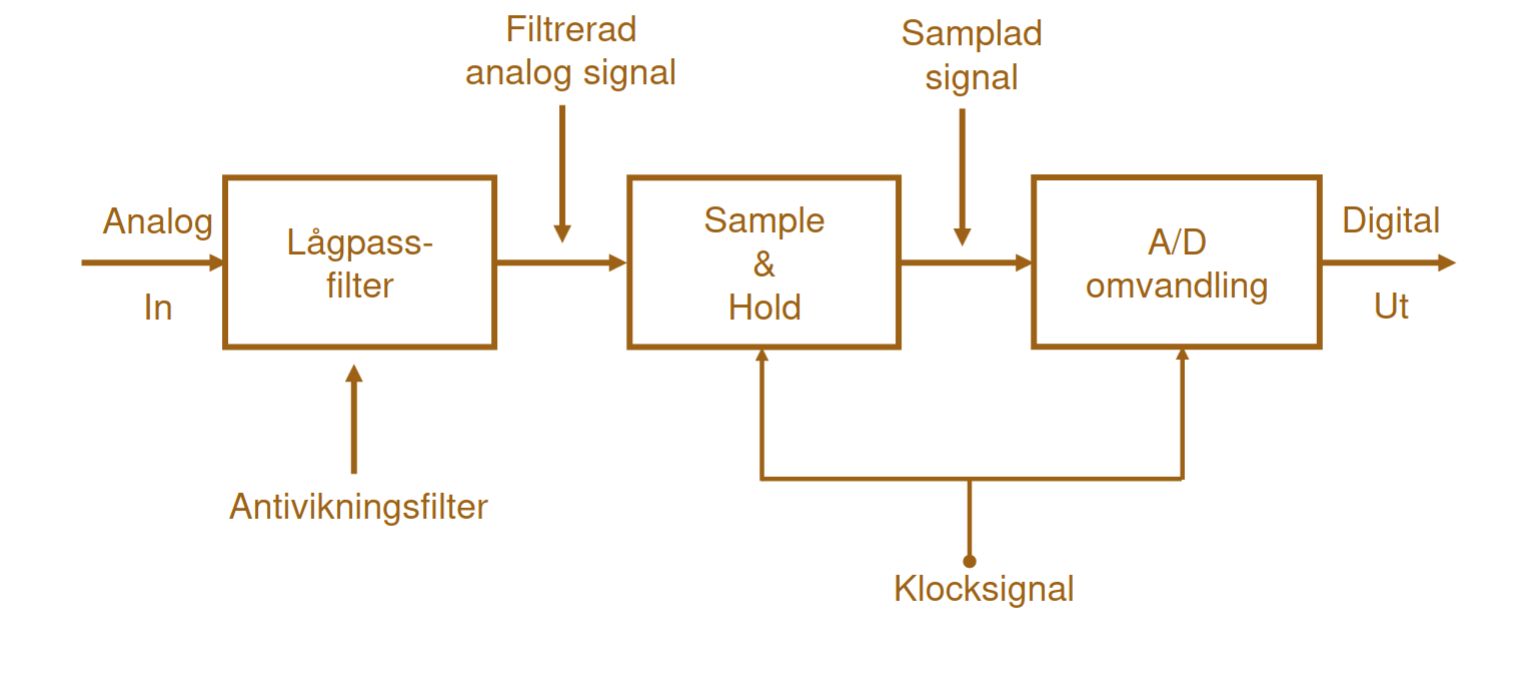 Filtrerad
analog signal
Samplad
signal
Analog
In
Lågpass-
filter
Sample
&
Hold
A/D
omvandling
Digital
Ut
Antivikningsfilter
Klocksignal